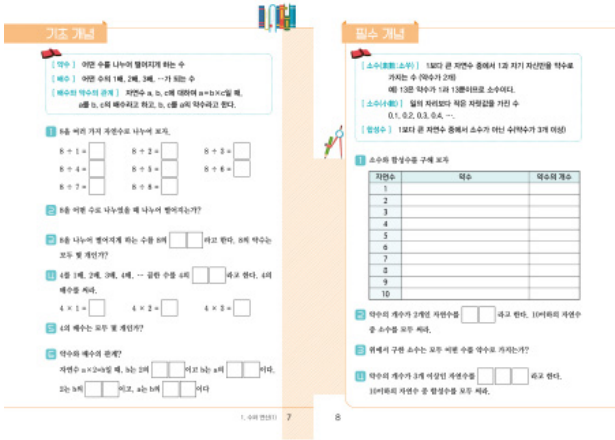 기초 개념
[ 약수 ] 어떤 수를 나누어 떨어지게 하는 수
[ 배수 ] 어떤 수의 1배, 2배, 3배, …가 되는 수
[ 배수와 약수의 관계 ] 자연수 a, b, c에 대하여 a=b×c일 때,
a를 b, c의 배수라고 하고, b, c를 a의 약수라고 한다.
1 8을 여러 가지 자연수로 나누어 보자.
8 ÷ 1 = 8 ÷ 2 = 8 ÷ 3 =
8 ÷ 4 = 8 ÷ 5 = 8 ÷ 6 =
8 ÷ 7 = 8 ÷ 8 =
2 8을 어떤 수로 나누었을 때 나누어 떨어지는가?
3 8을 나누어 떨어지게 하는 수를 8의 라고 한다. 8의 약수는
모두 몇 개인가?
4 4를 1배, 2배, 3배, 4배, … 곱한 수를 4의 라고 한다. 4의
배수를 써라.
4 × 1 = 4 × 2 = 4 × 3 =
5 4의 배수는 모두 몇 개인가?
6 약수와 배수의 관계?
자연수 a×2=b일 때, b는 2의 이고 b는 a의 이다.
2는 b의 이고, a는 b의 이다
1. 수와 연산(1) 7
필수 개념
[ 소수(素數:소쑤) ] 1보다 큰 자연수 중에서 1과 자기 자신만을 약수로
가지는 수 (약수가 2개)
예) 13은 약수가 1과 13뿐이므로 소수이다.
[ 소수(小數) ] 일의 자리보다 작은 자릿값을 가진 수
0.1, 0.2, 0.3, 0.4, ….
[ 합성수 ] 1보다 큰 자연수 중에서 소수가 아닌 수(약수가 3개 이상)
1 소수와 합성수를 구해 보자
자연수 약수 약수의 개수
1
2
3
4
5
6
7
8
9
10
2 약수의 개수가 2개인 자연수를 라고 한다. 10이하의 자연수
중 소수를 모두 써라.
3 위에서 구한 소수는 모두 어떤 수를 약수로 가지는가?
4 약수의 개수가 3개 이상인 자연수를 라고 한다.
10이하의 자연수 중 합성수를 모두 써라.
8